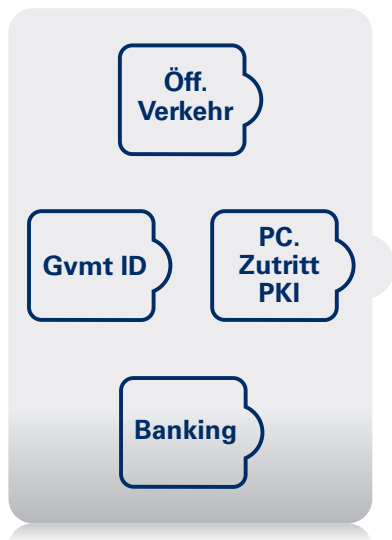 Öff.
Verkehr
Gvmt ID
PC.
Zutritt
PKI
Banking